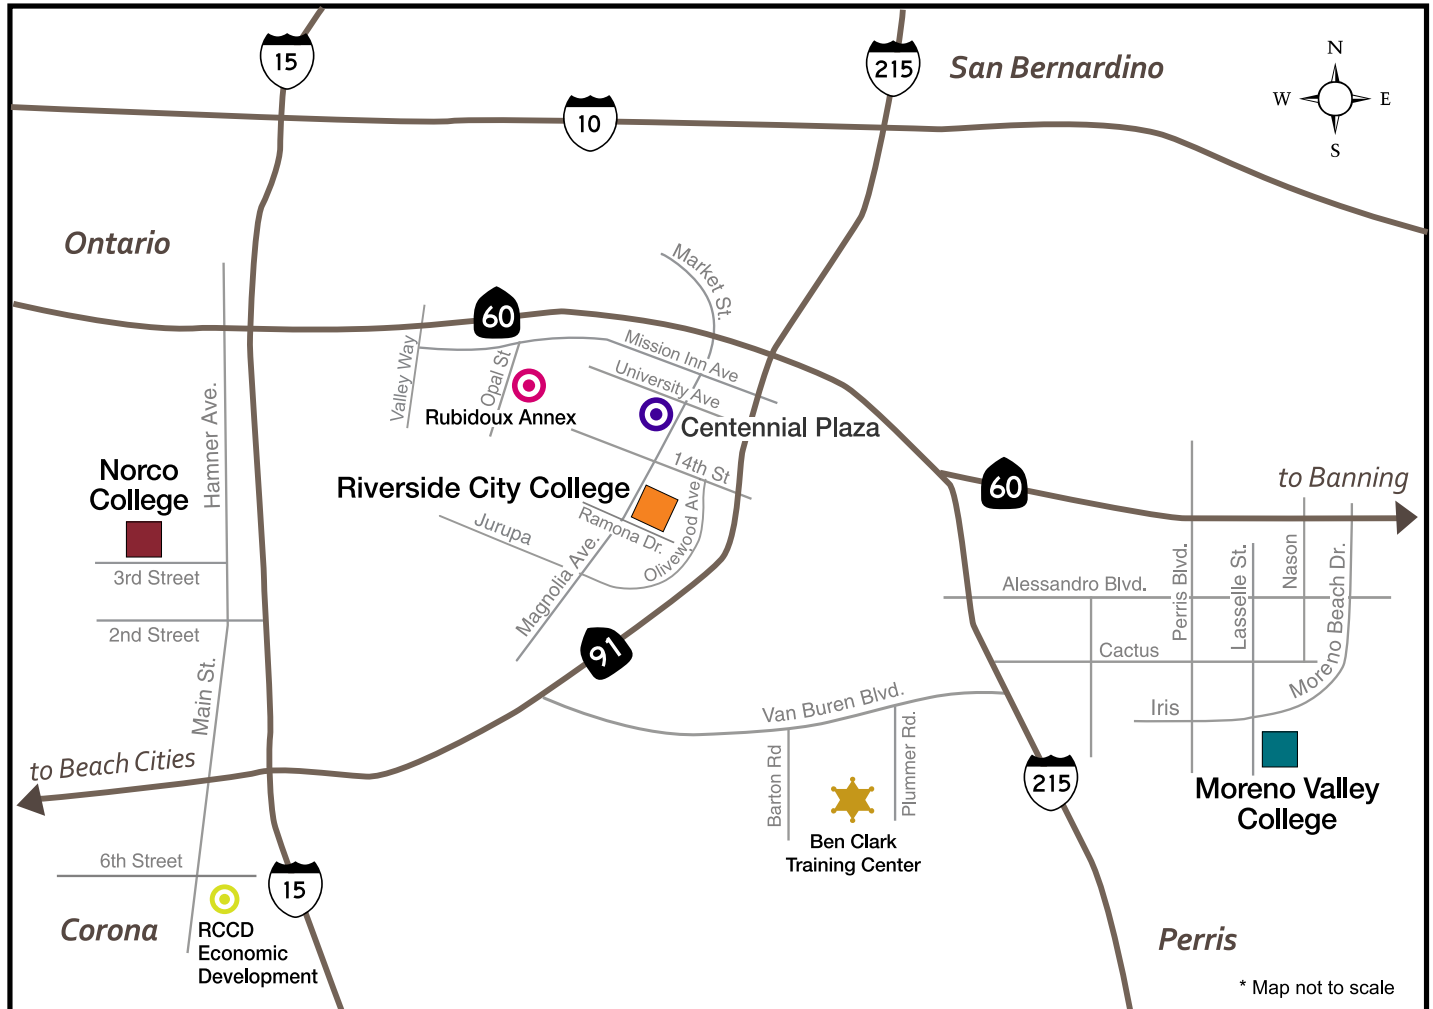 15
215
San Bernardino
N
W
E
S
10
Ontario
Market St.
60
Mission Inn Ave
Valley Way
Opal St
University Ave
Rubidoux Annex
Centennial Plaza
Hamner Ave.
Norco
College
14th St
Riverside City College
60
to Banning
Jurupa
Ramona Dr.
Olivewood Ave
Magnolia Ave.
3rd Street
2nd Street
Alessandro Blvd.
Perris Blvd.
Lasselle St.
Nason
Moreno Beach Dr.
Cactus
91
Main St.
Van Buren Blvd.
Iris
to Beach Cities
Barton Rd
Plummer Rd.
215
Moreno Valley
College
Ben Clark
Training Center
6th Street
15
Corona
RCCD
Economic
Development
Perris
* Map not to scale